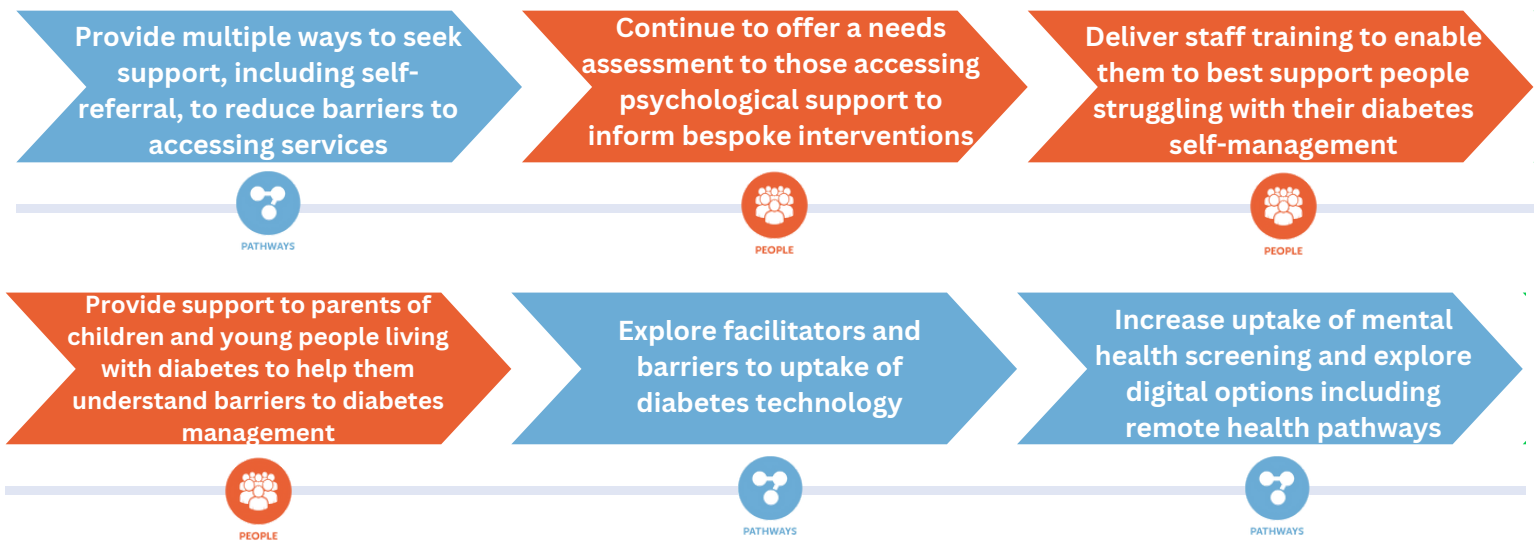 Provide multiple ways to seek
support, including self-
referral, to reduce barriers to
accessing services
PATHWAYS
Continue to offer a needs
assessment to those accessing
psychological support to
inform bespoke interventions
PEOPLE
Deliver staff training to enable
them to best support people
struggling with their diabetes
self-management
PEOPLE
Provide support to parents of
children and young people living
with diabetes to help them
understand barriers to diabetes
management
PEOPLE
Explore facilitators and
barriers to uptake of
diabetes technology
PATHWAYS
Increase uptake of mental
health screening and explore
digital options including
remote health pathways
PATHWAYS